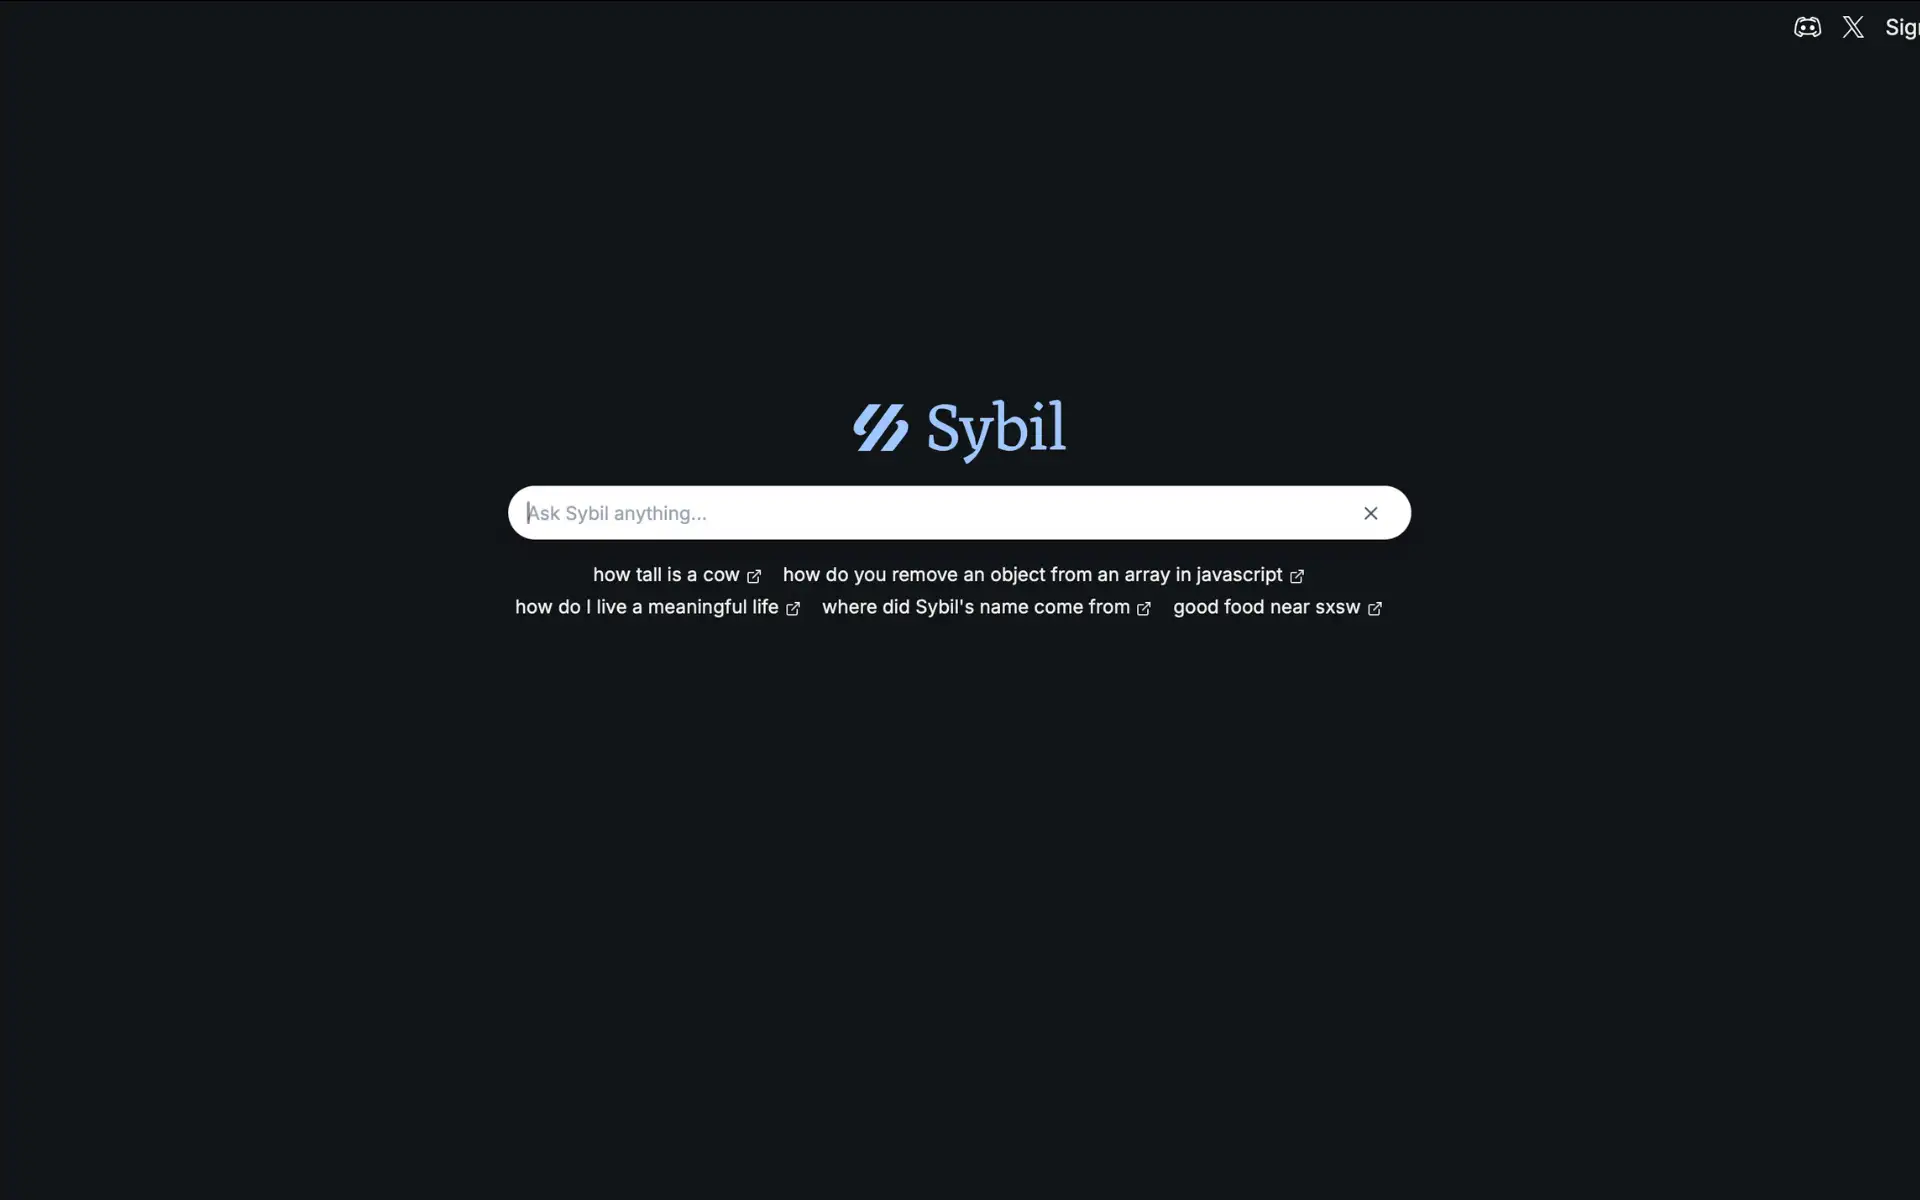 Sig
Sybil
Ask Sybil anything...
how tall is a cow how do you remove an object from an array in javascript
how do I live a meaningful life where did Sybil's name come from good food near sxsw